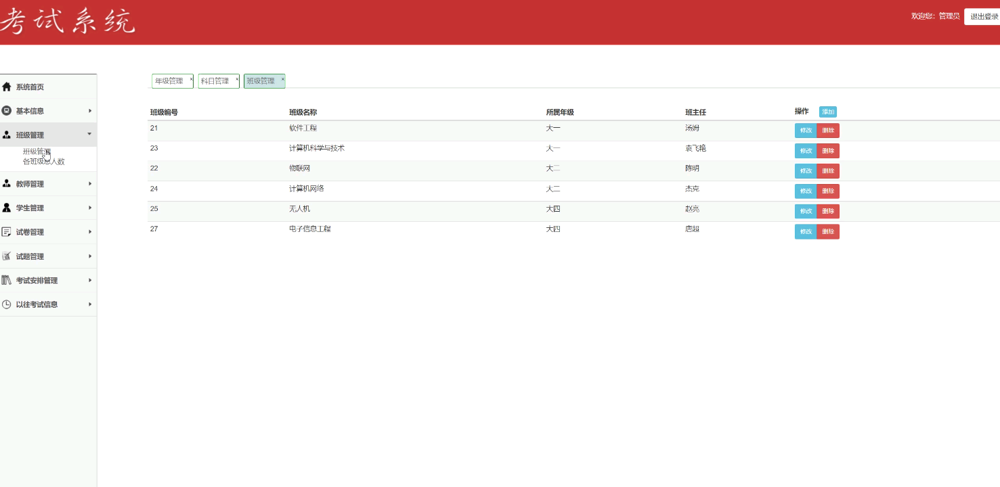 考试系统
欢迎您: 管理员 退出登录
系统首页
基本信息
班级管理
班级管理
各班级总人数
教师管理
学生管理
试卷管理
试题管理
考试安排管理
以往考试信息
年级管理 × 科目管理 × 班级管理 ×
班级编号 班级名称 所属年级 班主任 操作 添加
21 软件工程 大一 汤姆 修改 删除
23 计算机科学与技术 大一 袁飞艳 修改 删除
22 物联网 大二 陈明 修改 删除
24 计算机网络 大二 杰克 修改 删除
25 无人机 大四 赵亮 修改 删除
27 电子信息工程 大四 唐超 修改 删除